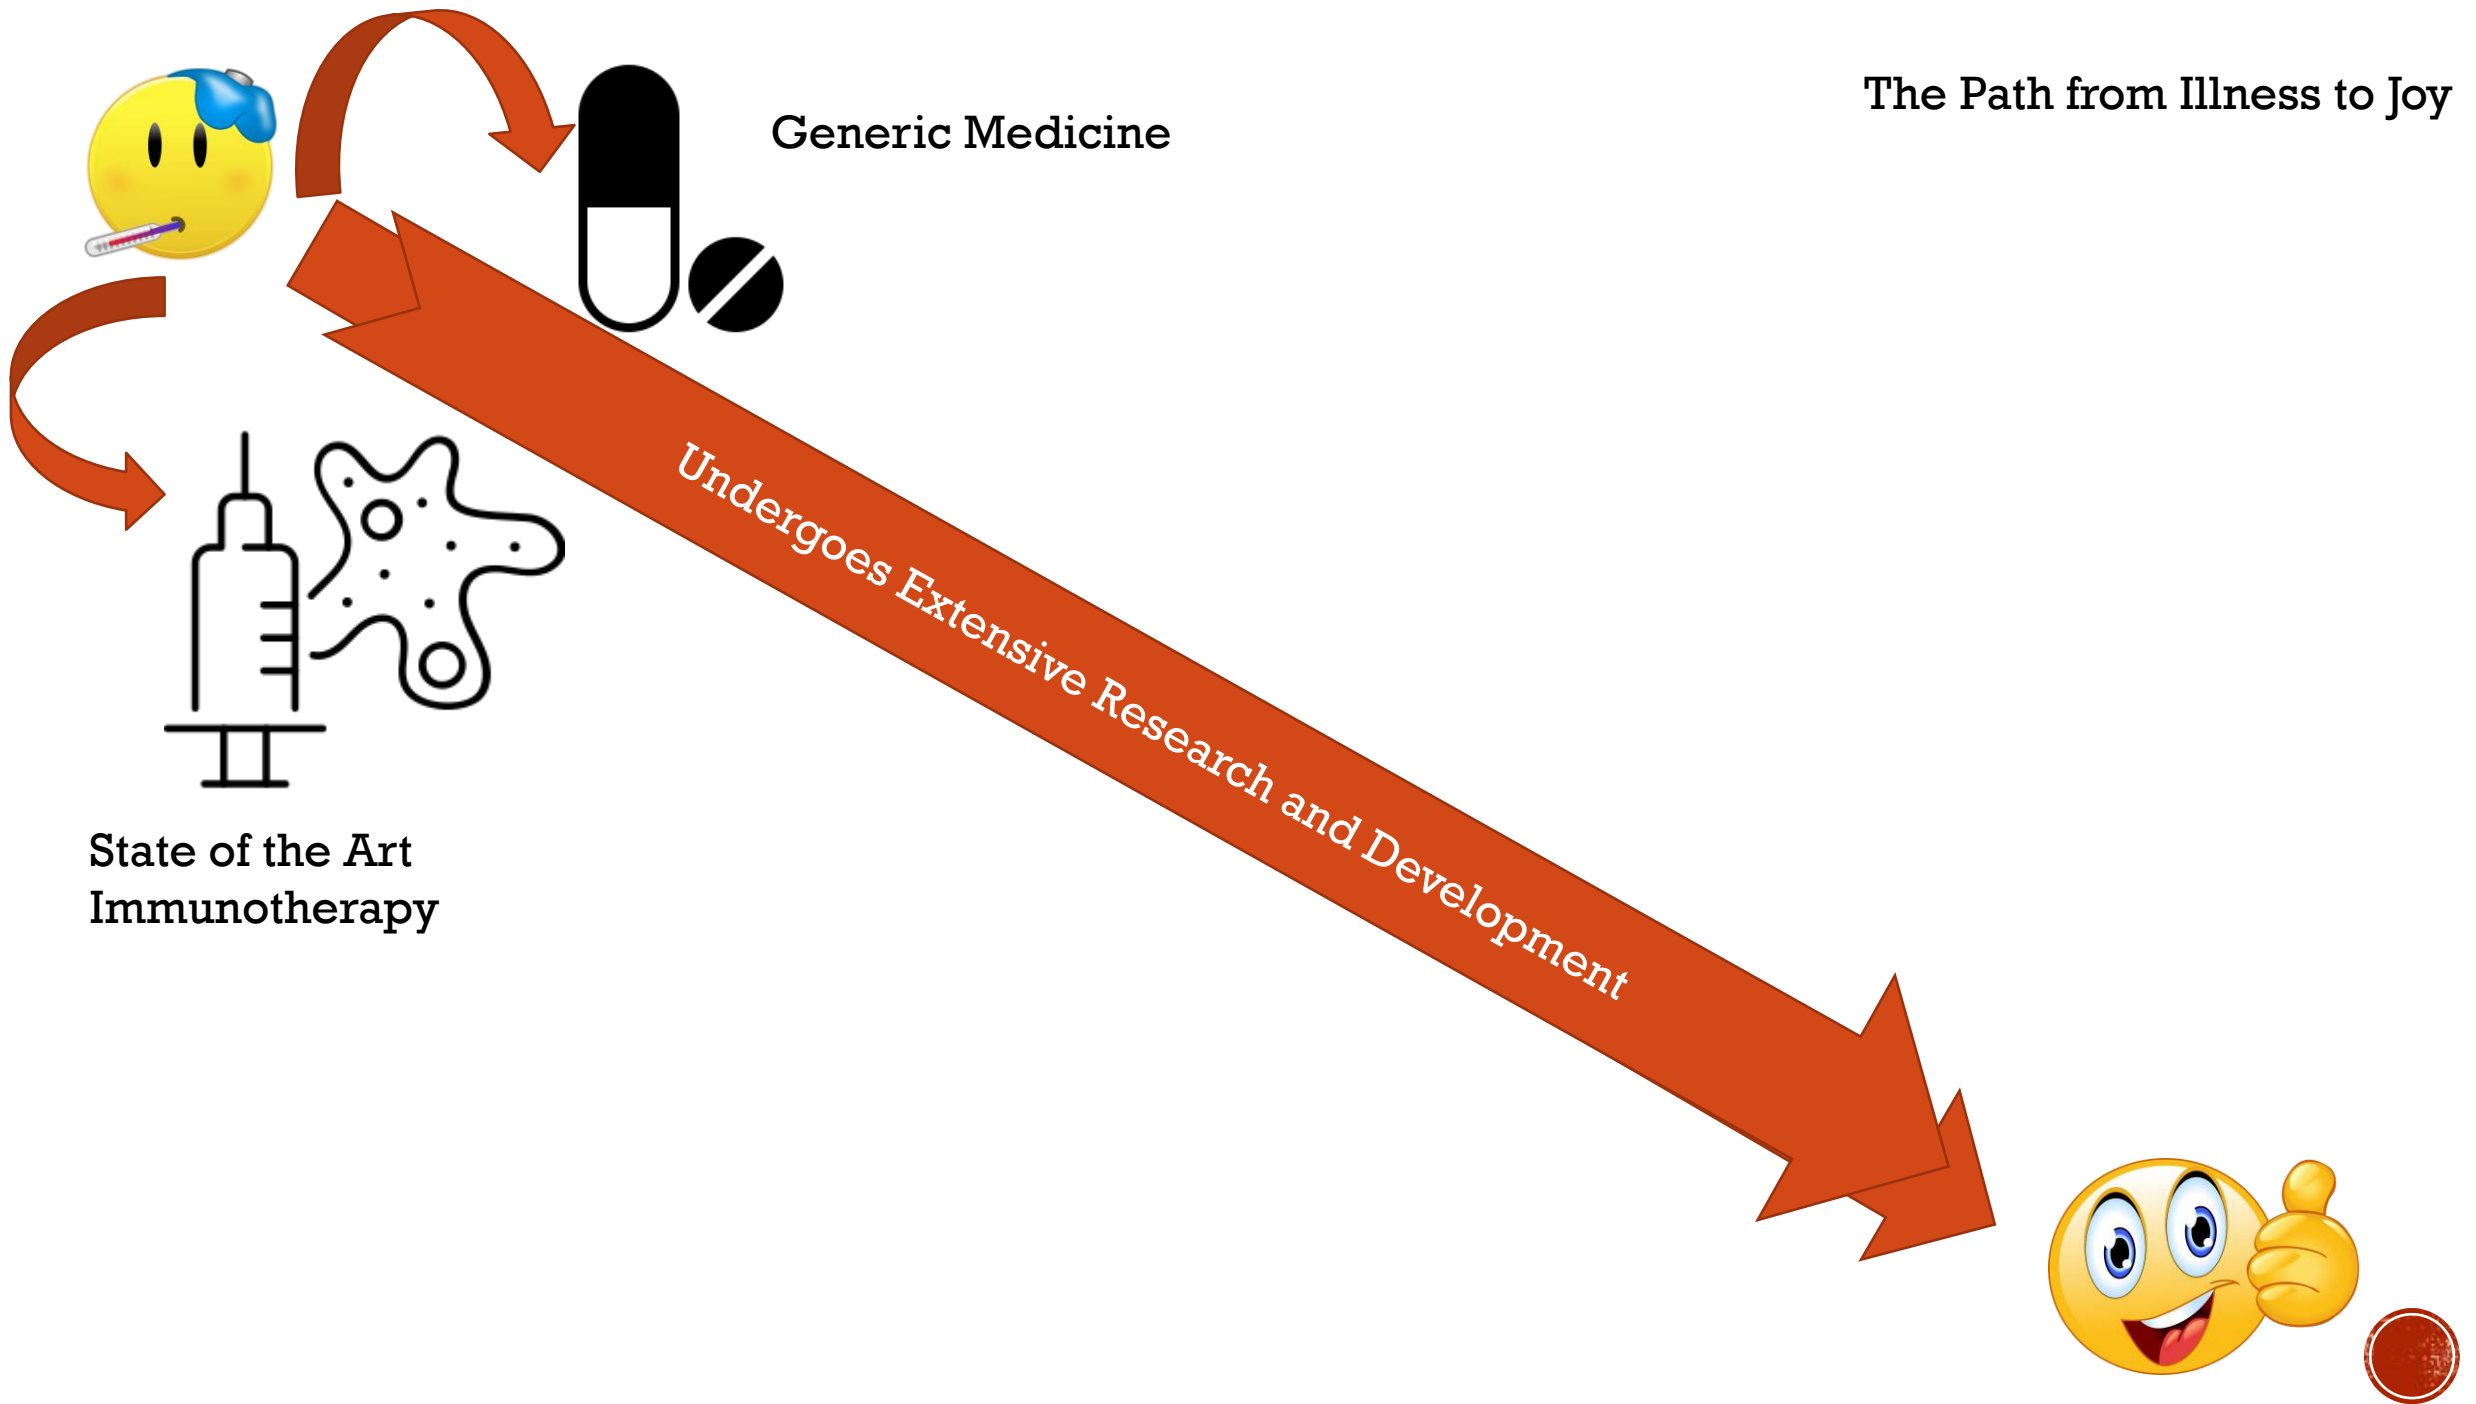 The Path from Illness to Joy
Generic Medicine
Undergoes Extensive Research and Development
State of the Art
Immunotherapy